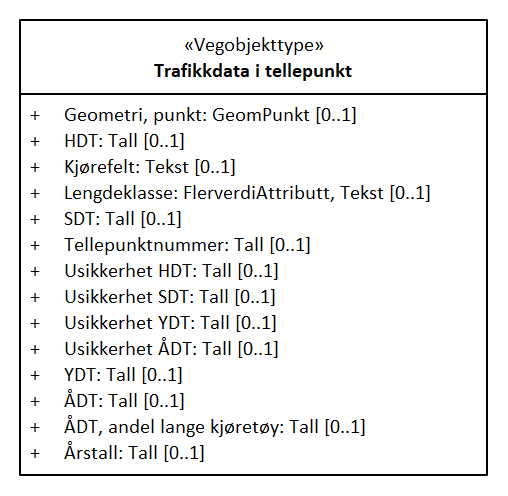 «Vegobjekttype»
Trafikkdata i tellepunkt
+ Geometri, punkt: GeomPunkt [0..1]
+ HDT: Tall [0..1]
+ Kjørefelt: Tekst [0..1]
+ Lengdeklasse: FlerverdiAttributt, Tekst [0..1]
+ SDT: Tall [0..1]
+ Tellepunktnummer: Tall [0..1]
+ Usikkerhet HDT: Tall [0..1]
+ Usikkerhet SDT: Tall [0..1]
+ Usikkerhet YDT: Tall [0..1]
+ Usikkerhet ÅDT: Tall [0..1]
+ YDT: Tall [0..1]
+ ÅDT: Tall [0..1]
+ ÅDT, andel lange kjøretøy: Tall [0..1]
+ Årstall: Tall [0..1]